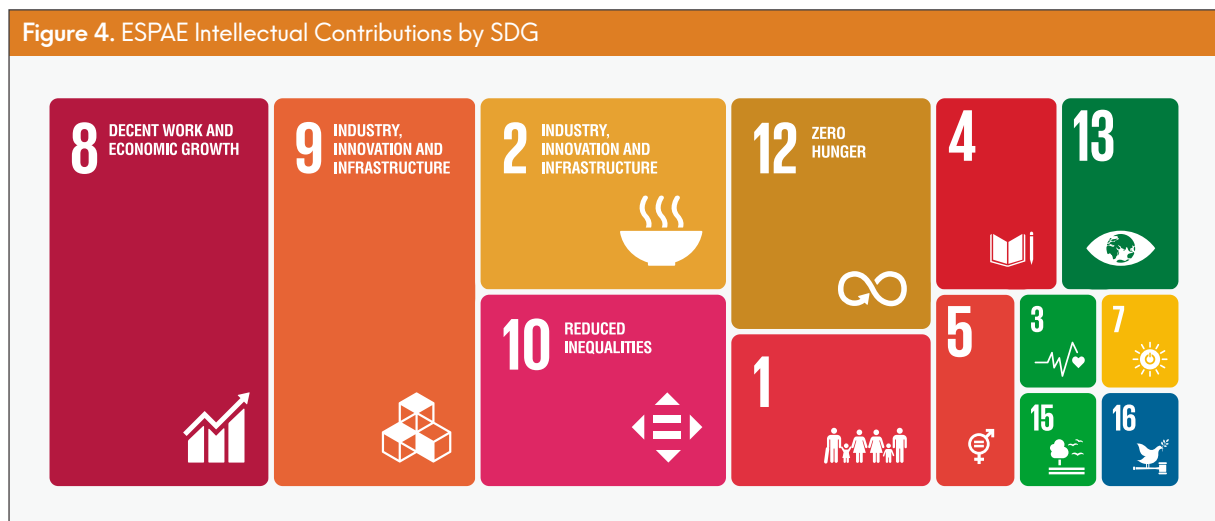 Figure 4. ESPAE Intellectual Contributions by SDG
8 DECENT WORK AND
ECONOMIC GROWTH
9 INDUSTRY,
INNOVATION AND
INFRASTRUCTURE
2 INDUSTRY,
INNOVATION AND
INFRASTRUCTURE
12 ZERO
HUNGER
4
13
10 REDUCED
INEQUALITIES
1
5
3
7
15
16